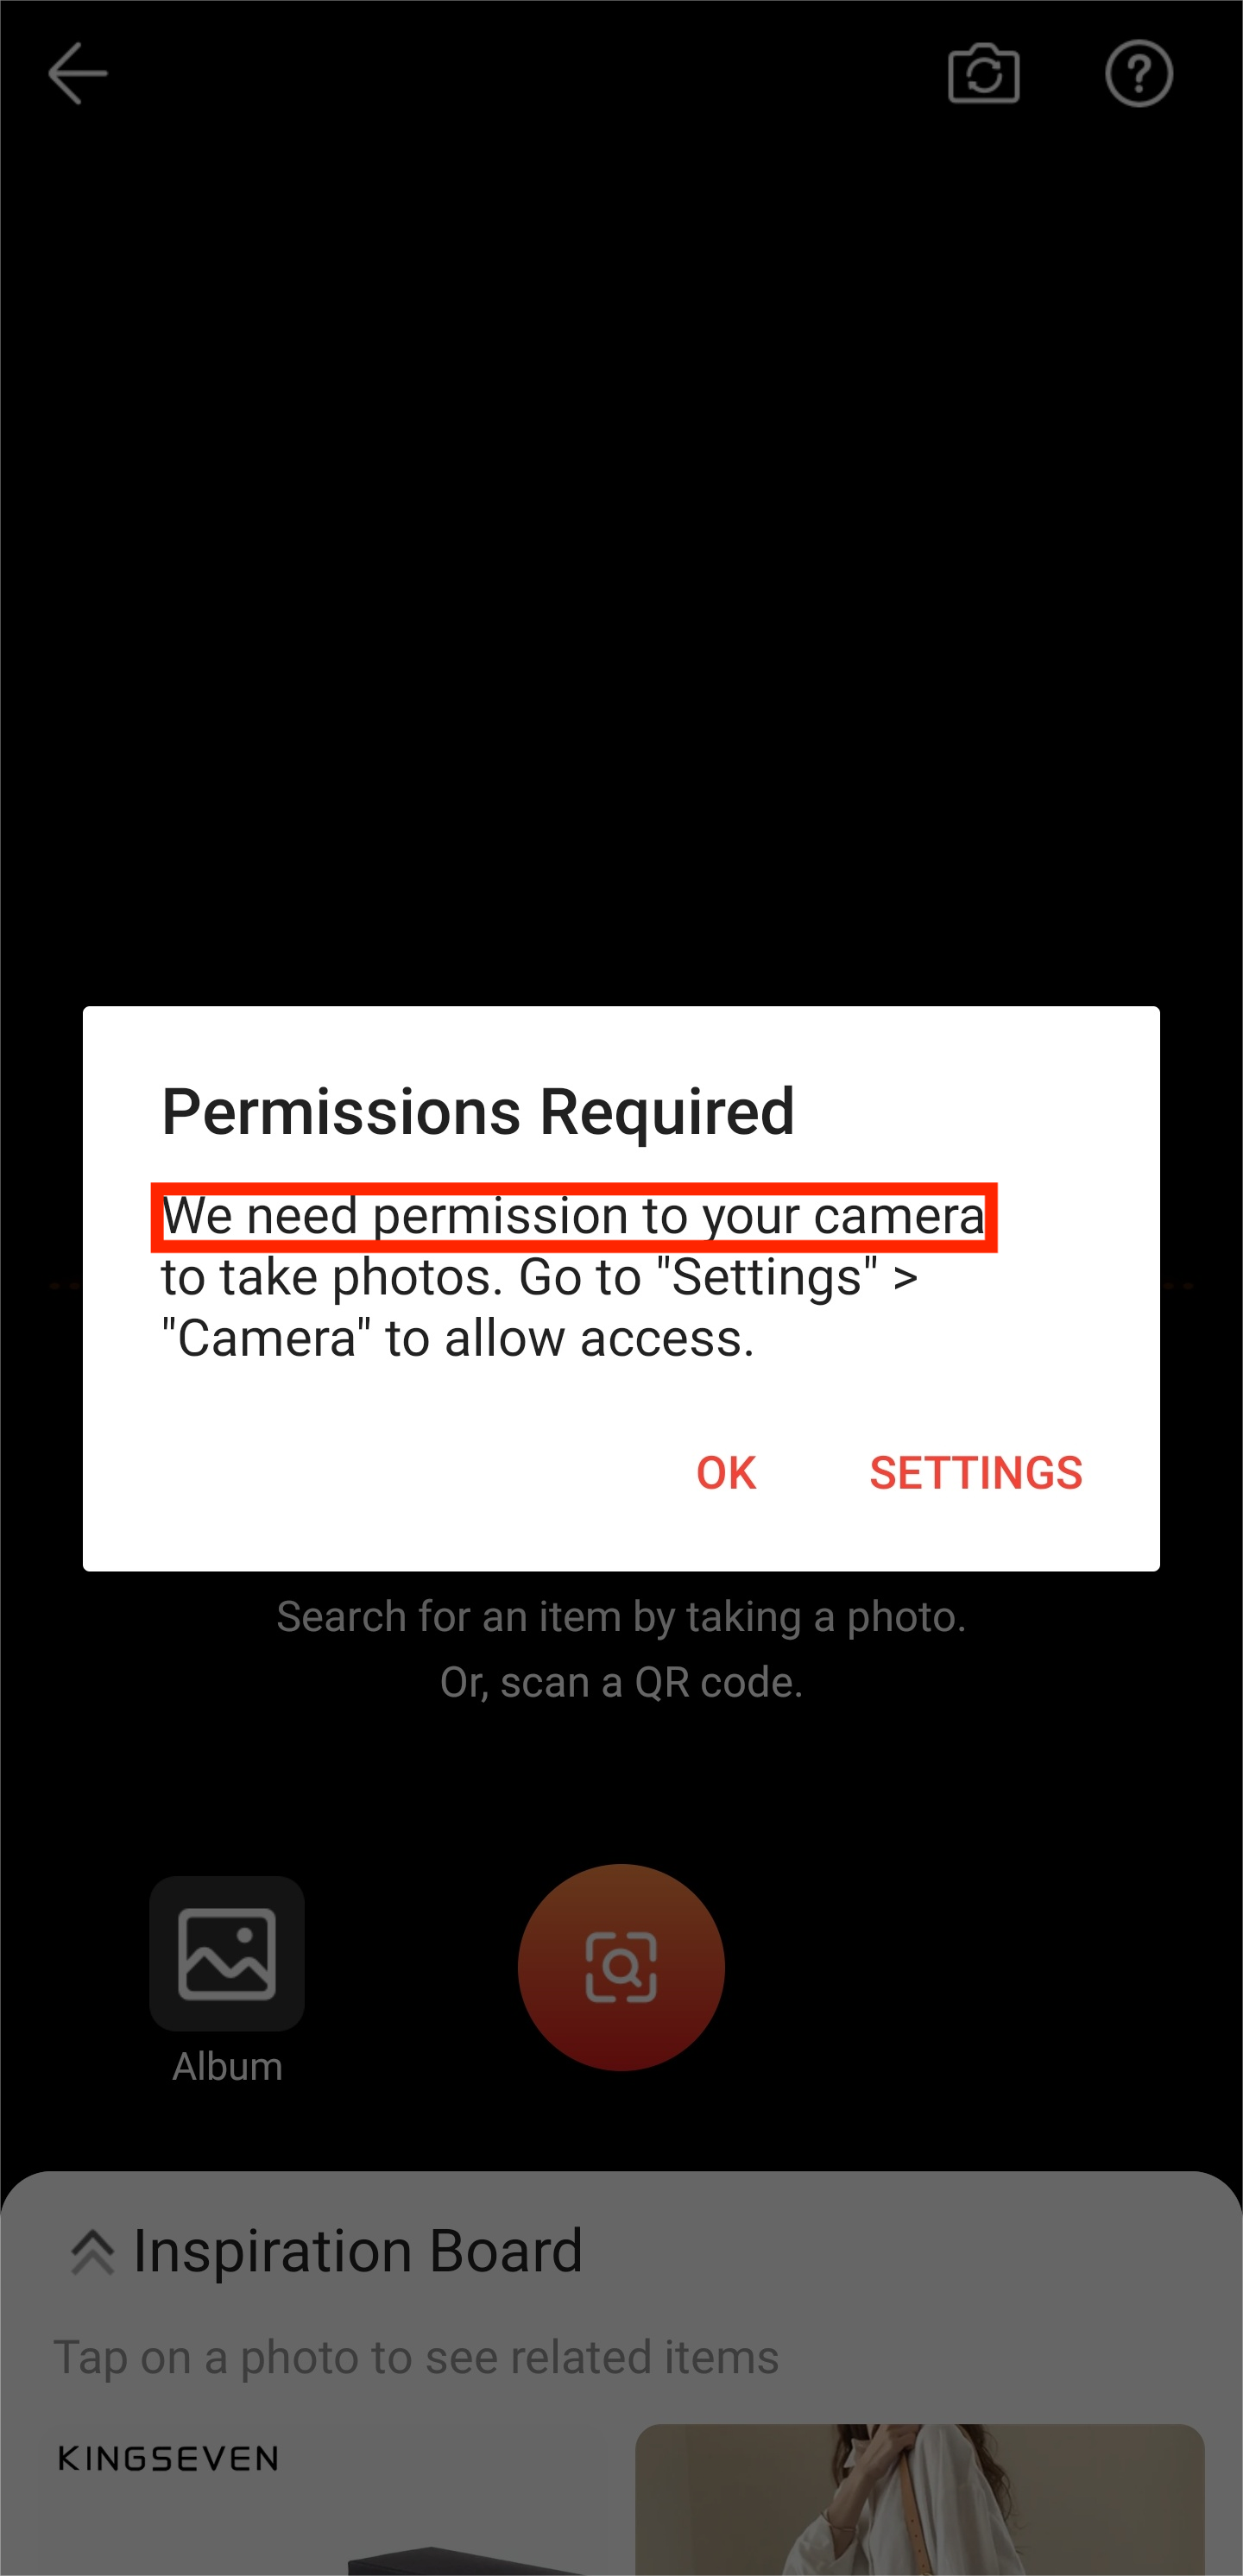 Permissions Required
We need permission to your camera
to take photos. Go to "Settings" >
"Camera" to allow access.
OK SETTINGS
Search for an item by taking a photo.
Or, scan a QR code.
Album
Inspiration Board
Tap on a photo to see related items
KINGSEVEN